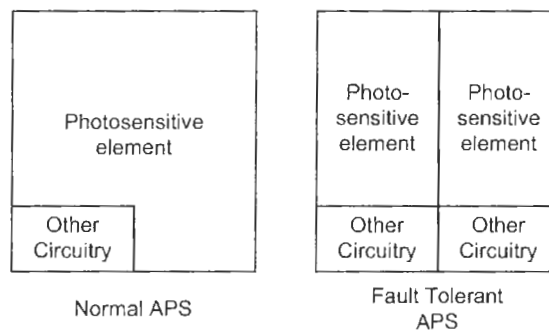 Photosensitive
element
Other
Circuitry
Normal APS
Photo-
sensitive
element
Photo-
sensitive
element
Other
Circuitry
Other
Circuitry
Fault Tolerant
APS